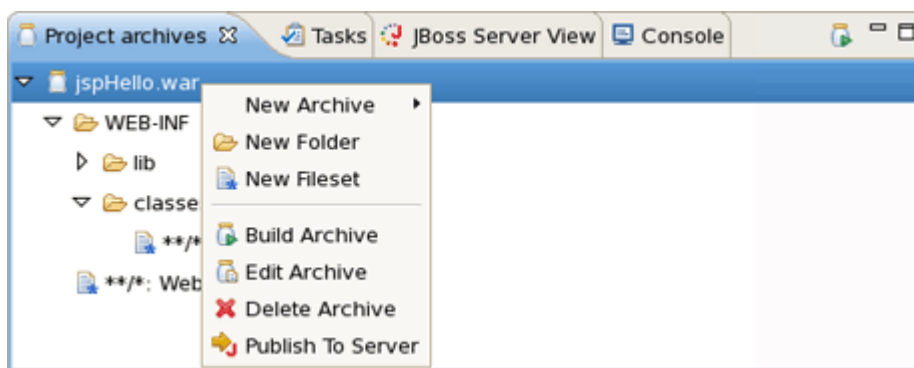 Project archives Tasks JBoss Server View Console
jspHello.war
New Archive
WEB-INF
New Folder
lib
New Fileset
classe
Build Archive
**/*
Edit Archive
**/*: Web
Delete Archive
Publish To Server